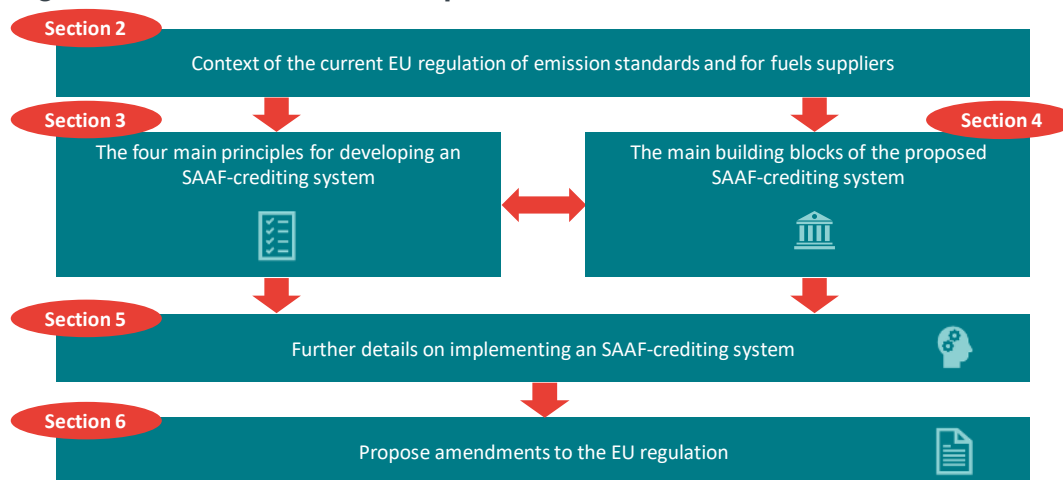 Section 2
Context of the current EU regulation of emission standards and for fuels suppliers
Section 3
The four main principles for developing an
SAAF-crediting system
Section 4
The main building blocks of the proposed
SAAF-crediting system
Section 5
Further details on implementing an SAAF-crediting system
Section 6
Propose amendments to the EU regulation